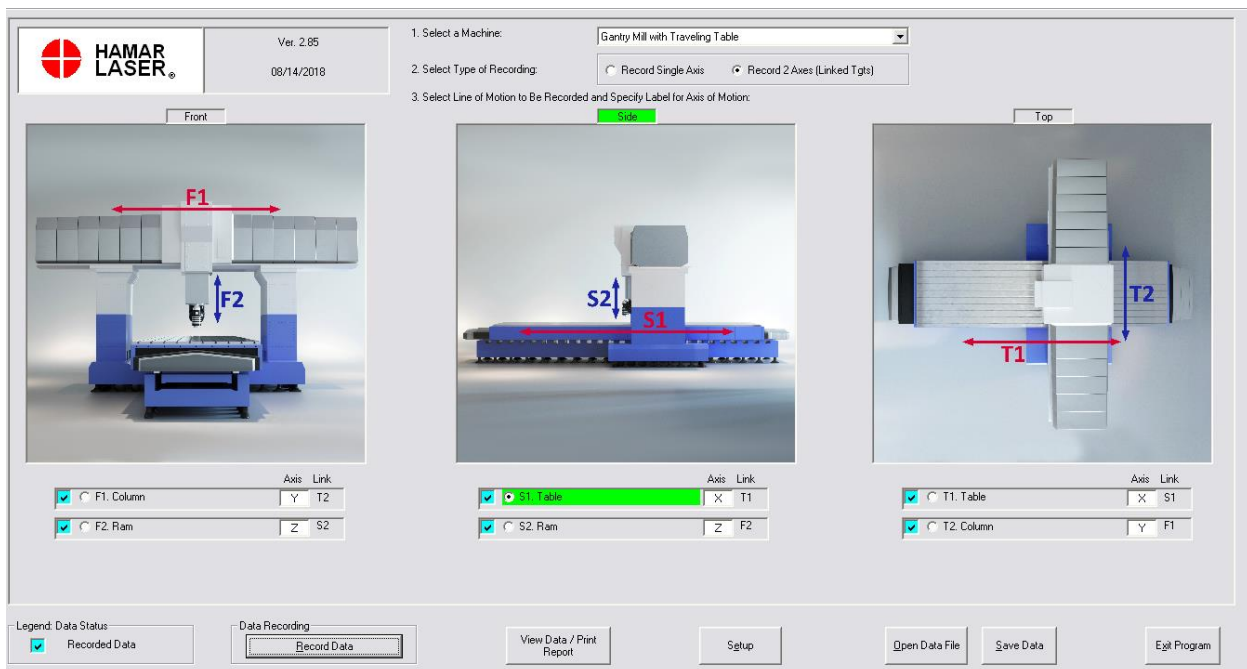 HAMAR
LASER®
Ver. 2.85
08/14/2018
1. Select a Machine:
Gantry Mill with Traveling Table
2. Select Type of Recording:
Record Single Axis
Record 2 Axes (Linked Tgts)
3. Select Line of Motion to Be Recorded and Specify Label for Axis of Motion:
Front
F1
F2
Axis Link
F1. Column Y T2
F2. Ram Z S2
Side
S2
S1
Axis Link
S1. Table X T1
S2. Ram Z F2
Top
T2
T1
Axis Link
T1. Table X S1
T2. Column Y F1
Legend: Data Status
Recorded Data
Data Recording
Record Data
View Data / Print
Report
Setup
Open Data File
Save Data
Exit Program